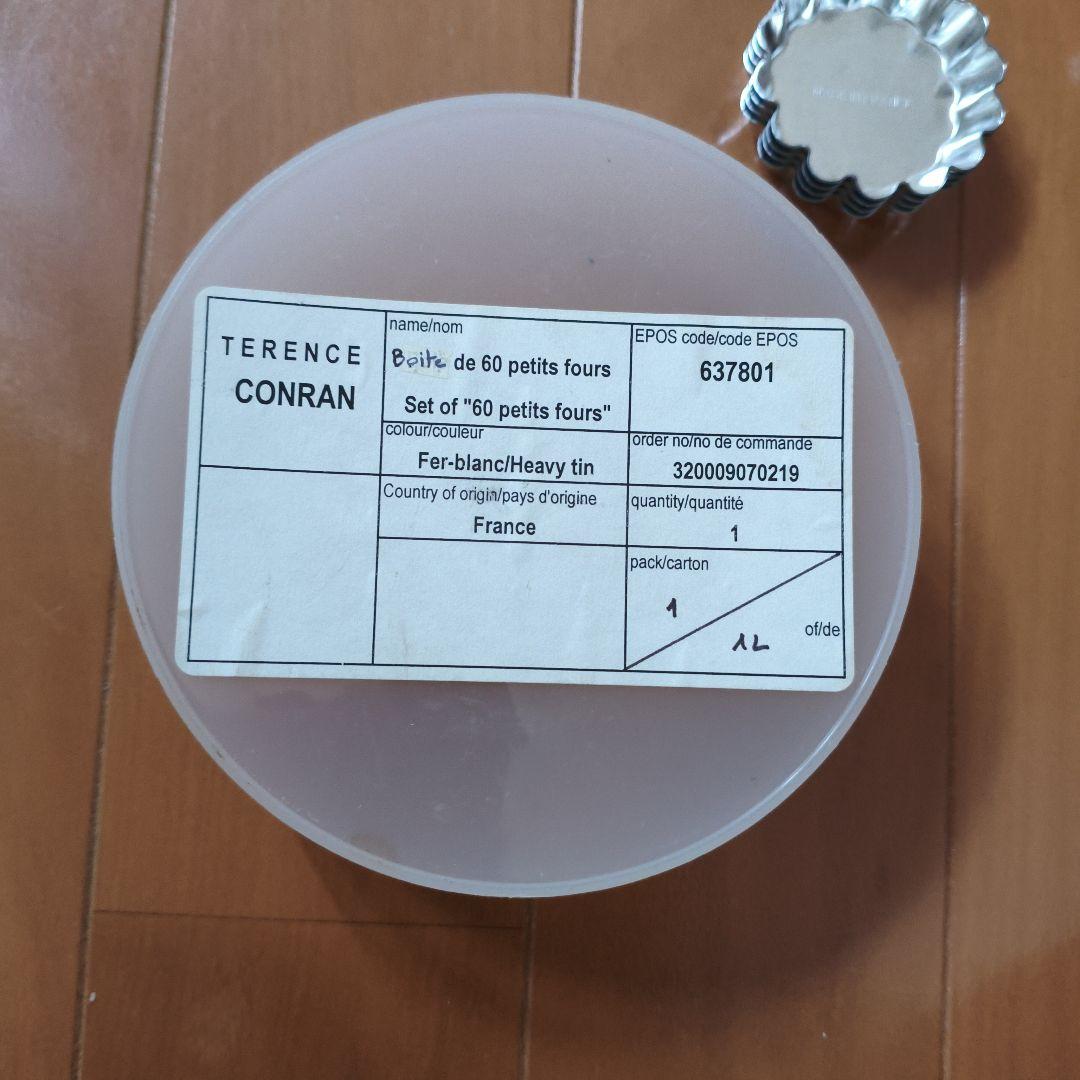 TERENCE
CONRAN
name/nom
Boite de 60 petits fours
Set of "60 petits fours"
colour/couleur
Fer-blanc/Heavy tin
Country of origin/pays d'origine
France
EPOS code/code EPOS
637801
order no/no de commande
320009070219
quantity/quantité
1
pack/carton
1
12
of/de